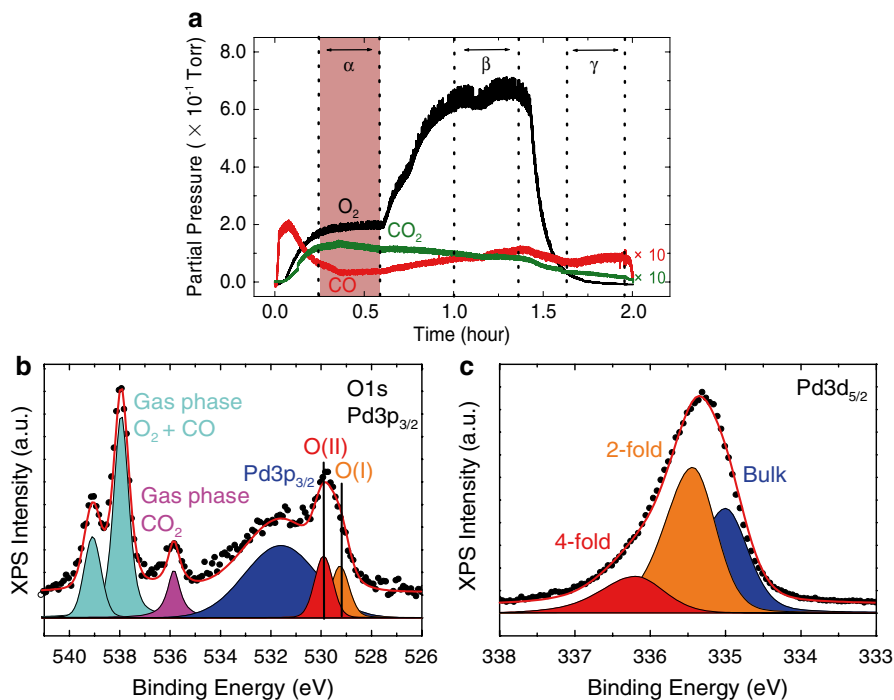 a
Partial Pressure ( × 10⁻¹ Torr)
8.0
6.0
4.0
2.0
0.0
α
β
γ
O₂
CO₂
CO
× 10
× 10
0.0 0.5 1.0 1.5 2.0
Time (hour)
b
XPS Intensity (a.u.)
Gas phase
O₂ + CO
Gas phase
CO₂
O1s
Pd3p₃/₂
O(II)
O(I)
Pd3p₃/₂
540 538 536 534 532 530 528 526
Binding Energy (eV)
c
XPS Intensity (a.u.)
Pd3d₅/₂
2-fold
Bulk
4-fold
338 337 336 335 334 333
Binding Energy (eV)